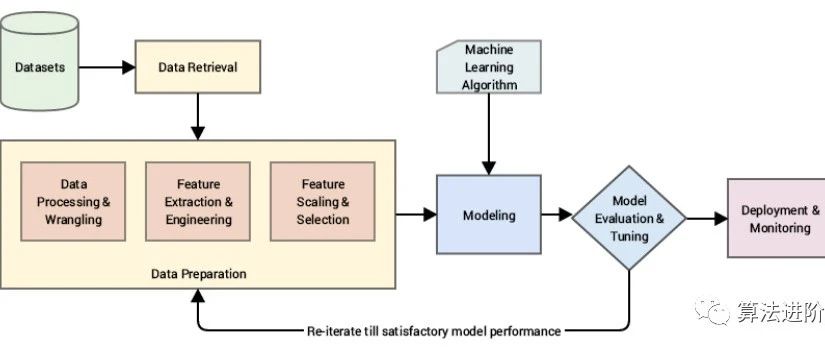 Datasets
Data Retrieval
Machine
Learning
Algorithm
Data
Processing &
Wrangling
Feature
Extraction &
Engineering
Feature
Scaling &
Selection
Data Preparation
Modeling
Model
Evaluation &
Tuning
Deployment &
Monitoring
Re-iterate till satisfactory model performance
算法进阶